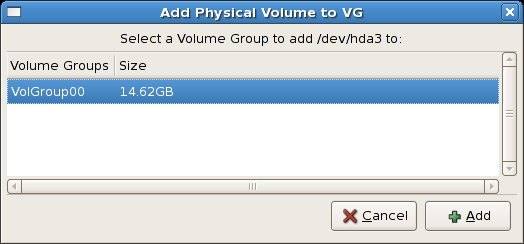 Add Physical Volume to VG
Select a Volume Group to add /dev/hda3 to:
Volume Groups Size
VolGroup00 14.62GB
Cancel Add